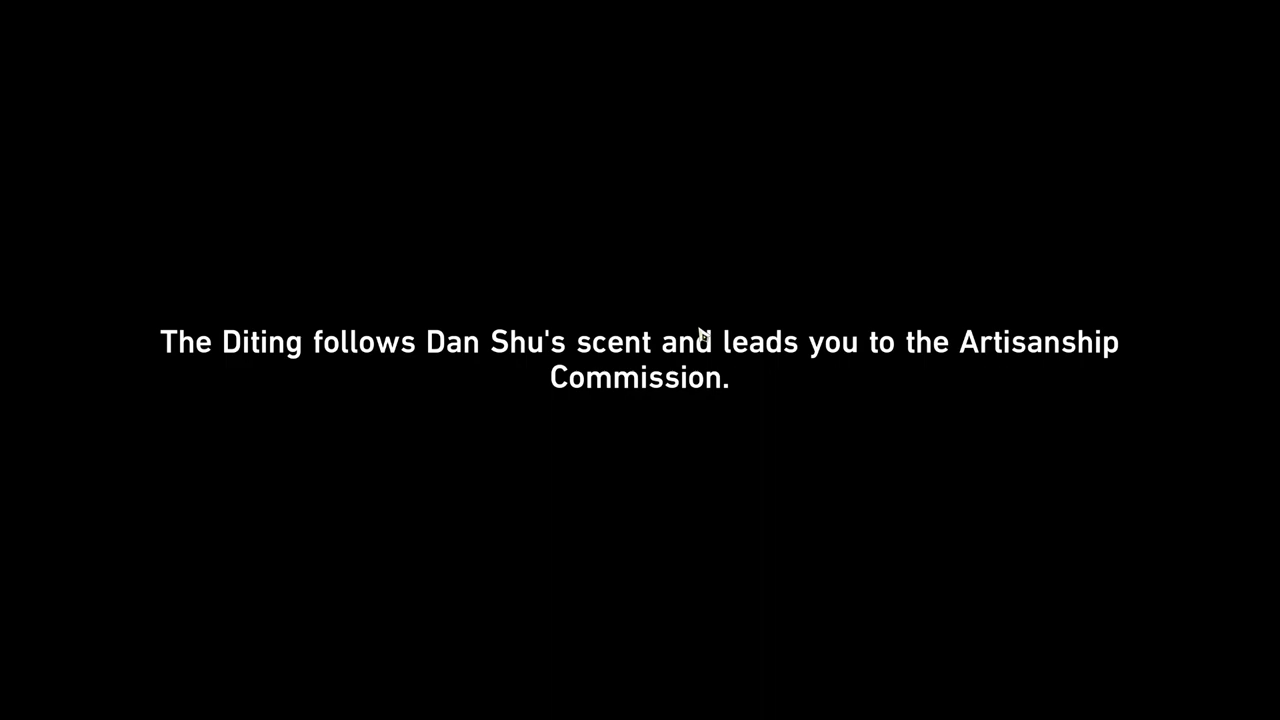 The Diting follows Dan Shu's scent and leads you to the Artisanship
Commission.